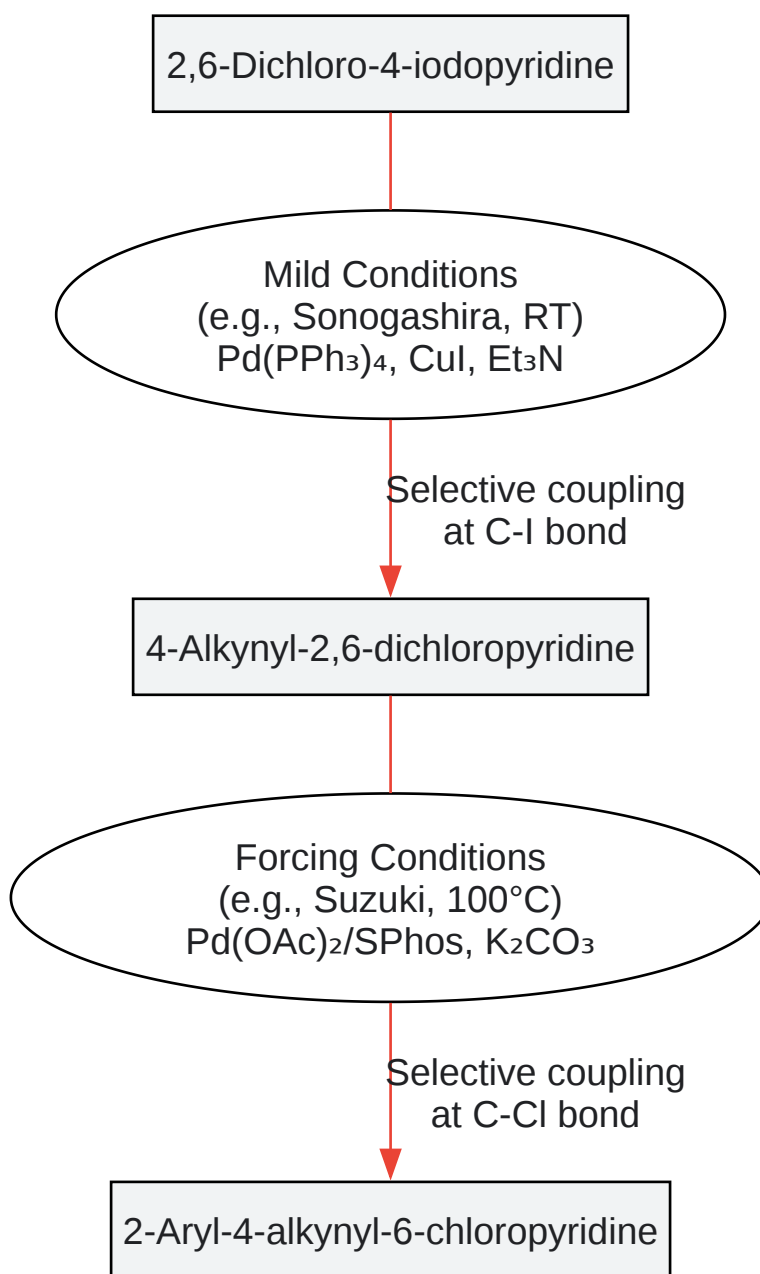 2,6-Dichloro-4-iodopyridine
Mild Conditions
(e.g., Sonogashira, RT)
Pd(PPh₃)₄, CuI, Et₃N
Selective coupling
at C-I bond
4-Alkynyl-2,6-dichloropyridine
Forcing Conditions
(e.g., Suzuki, 100°C)
Pd(OAc)₂/SPhos, K₂CO₃
Selective coupling
at C-Cl bond
2-Aryl-4-alkynyl-6-chloropyridine